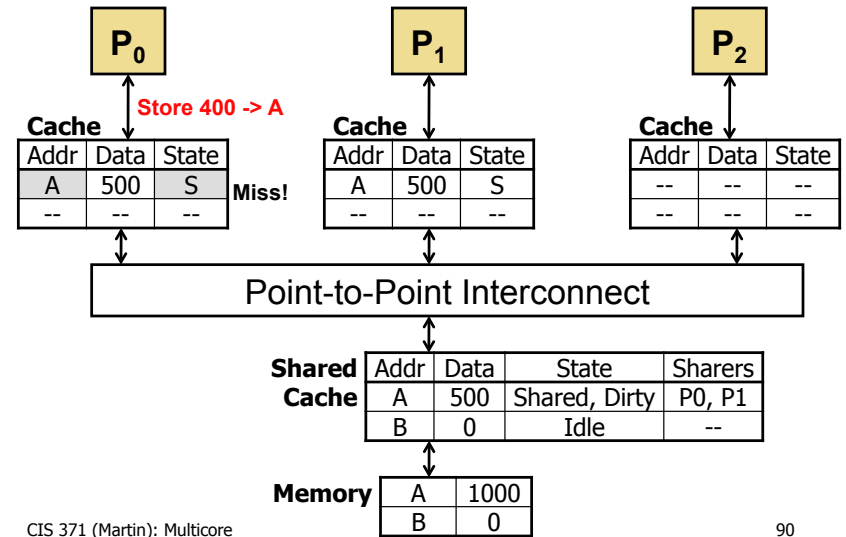 P0 P1 P2
Store 400 -> A
Cache Cache Cache
Addr Data State Addr Data State Addr Data State
A 500 S Miss! A 500 S -- -- --
-- -- -- -- -- -- -- -- --
Point-to-Point Interconnect
Shared Addr Data State Sharers
Cache A 500 Shared, Dirty P0, P1
B 0 Idle --
Memory A 1000
B 0
CIS 371 (Martin): Multicore 90